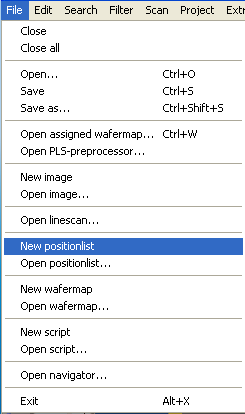 File Edit Search Filter Scan Project Extr
Close
Close all
Open... Ctrl+O
Save Ctrl+S
Save as... Ctrl+Shift+S
Open assigned wafermap... Ctrl+W
Open PLS-preprocessor...
New image
Open image...
Open linescan...
New positionlist
Open positionlist...
New wafermap
Open wafermap...
New script
Open script...
Open navigator...
Exit Alt+X